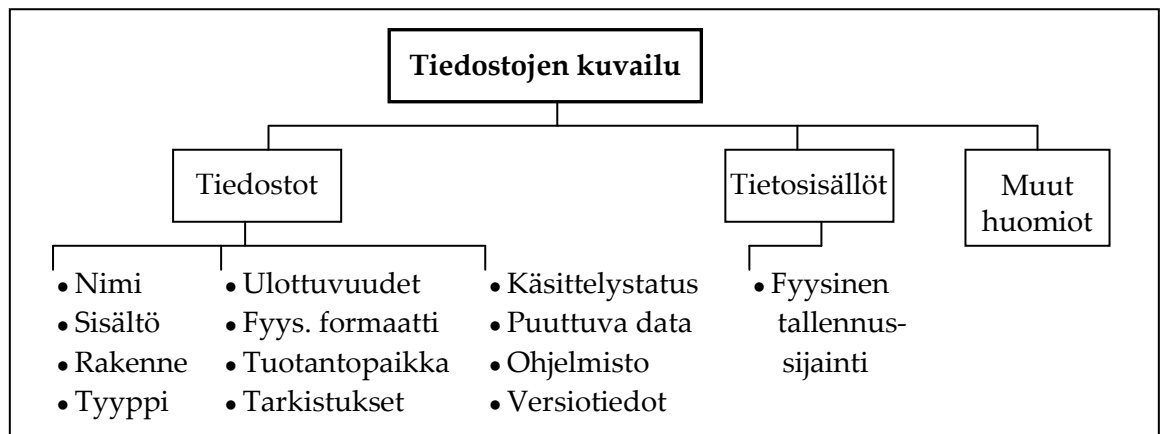 Tiedostojen kuvailu
Tiedostot
Tietosisällöt
Muut
huomiot
• Nimi
• Sisältö
• Rakenne
• Tyyppi
• Ulottuvuudet
• Fyys. formaatti
• Tuotantopaikka
• Tarkistukset
• Käsittelystatus
• Puuttuva data
• Ohjelmisto
• Versiotiedot
• Fyysinen
tallennus-
sijainti